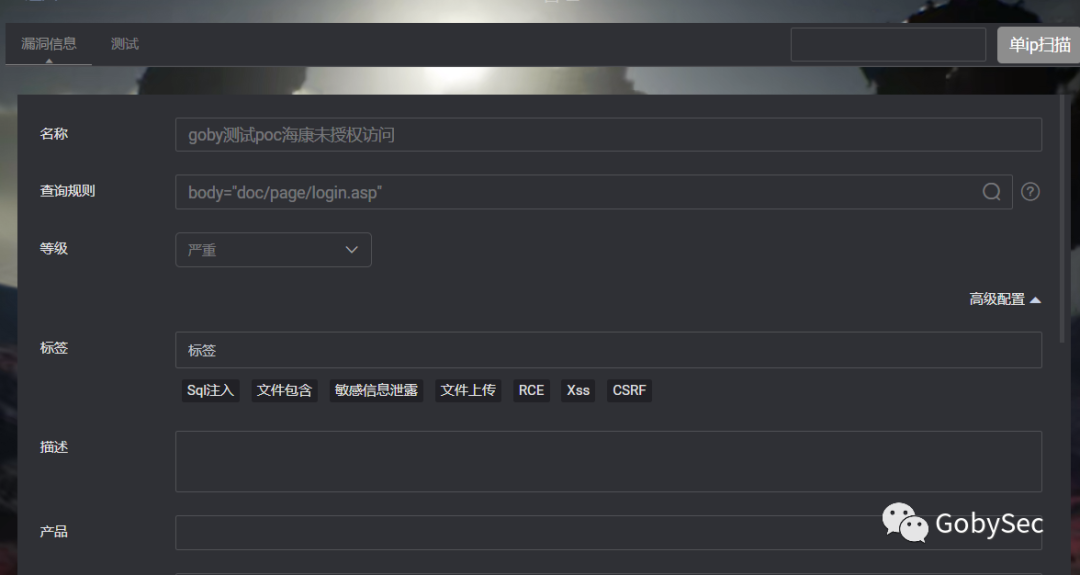 漏洞信息 测试 单ip扫描
名称 goby测试poc海康未授权访问
查询规则 body="doc/page/login.asp" ?
等级 严重
高级配置
标签 标签
Sql注入 文件包含 敏感信息泄露 文件上传 RCE Xss CSRF
描述
GobySec
产品